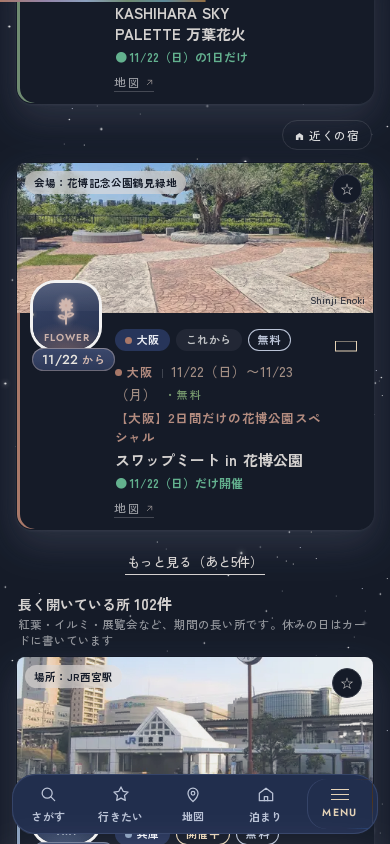 KASHIHARA SKY
PALETTE 万葉花火
11/22（日）の1日だけ
地図 ↗
近くの宿
会場：花博記念公園鶴見緑地
☆
Shinji Enoki
FLOWER
11/22 から
大阪 これから 無料
大阪 | 11/22（日）〜11/23
（月） ・無料
【大阪】2日間だけの花博公園スペ
シャル
スワップミート in 花博公園
11/22（日）だけ開催
地図 ↗
もっと見る（あと5件）
長く開いている所 102件
紅葉・イルミ・展覧会など、期間の長い所です。休みの日はカー
ドに書いています
場所：JR西宮駅
☆
さがす 行きたい 地図 泊まり MENU
兵庫 開催中 無料